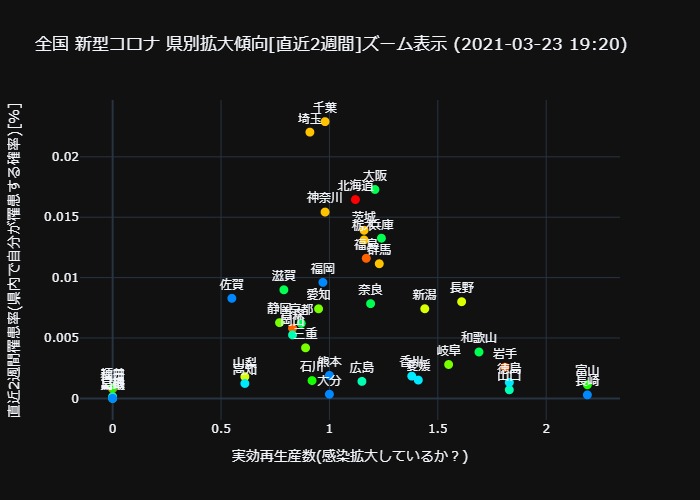 全国 新型コロナ 県別拡大傾向[直近2週間]ズーム表示 (2021-03-23 19:20)
直近2週間罹患率(県内で自分が罹患する確率)[%]
千葉
埼玉
0.02
大阪
北海道
神奈川
茨城
0.015
栃木
兵庫
福島
群馬
0.01
福岡
滋賀
佐賀
長野
愛知
奈良
新潟
静岡
京都
0.005
三重
和歌山
岐阜
岩手
山梨
高知
石川
熊本
広島
香川
愛媛
徳島
山口
富山
長崎
大分
0
0
0.5
1
1.5
2
実効再生産数(感染拡大しているか？)